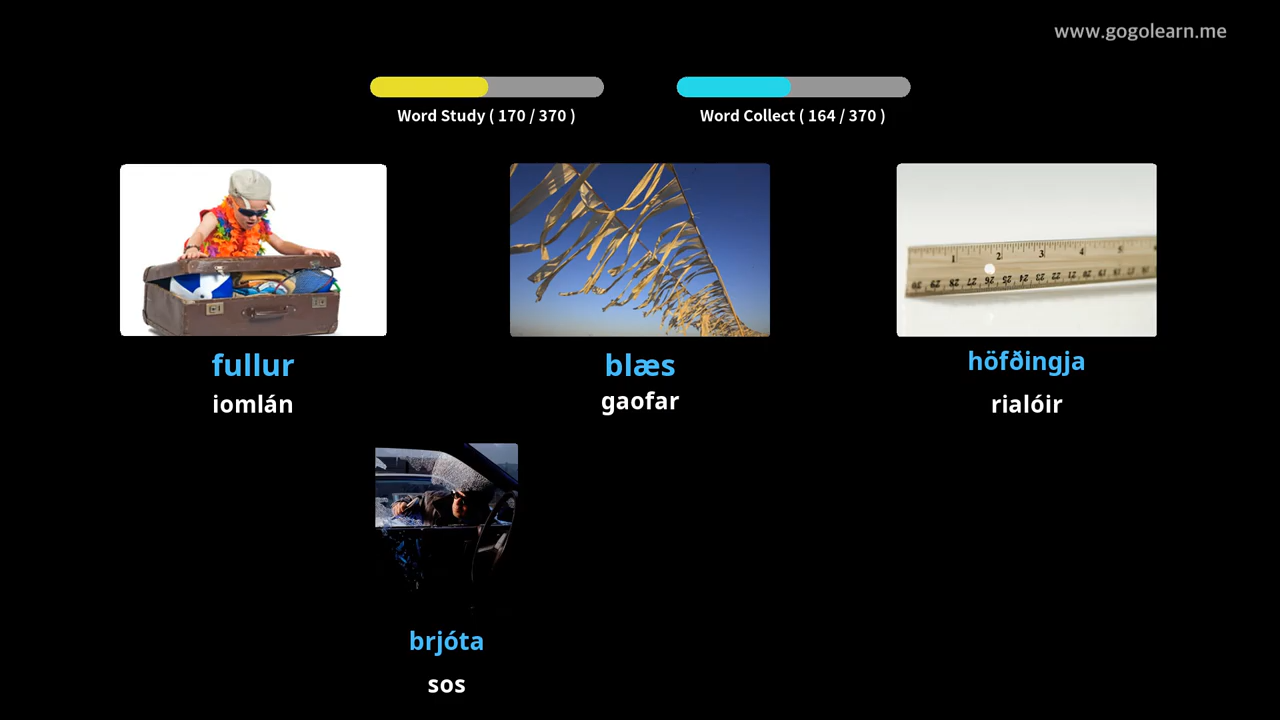 www.gogolearn.me
Word Study ( 170 / 370 )
Word Collect ( 164 / 370 )
fullur
iomlán
blæs
gaofar
höfðingja
rialóir
brjóta
sos